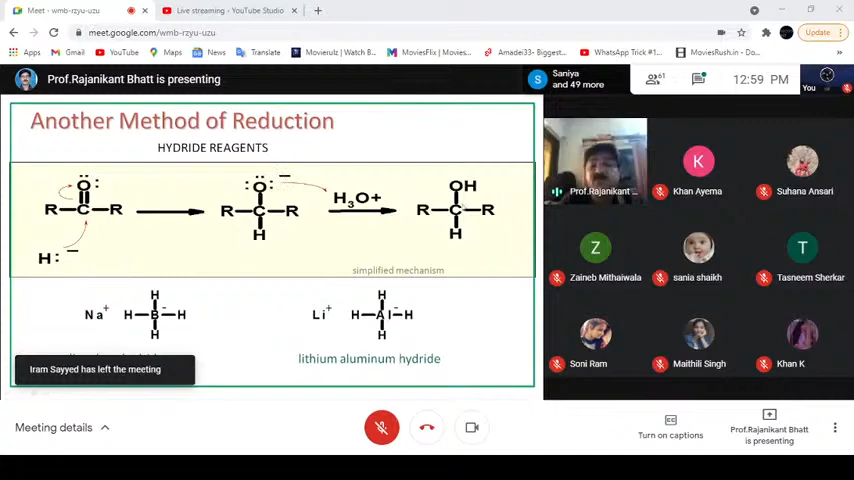 Meet - wmb-rzyu-uzu
Live streaming - YouTube Studio
meet.google.com/wmb-rzyu-uzu
Update
Apps
Gmail
YouTube
Maps
News
Translate
Movierulz | Watch B...
MoviesFlix | Movies...
Amadei33- Biggest...
WhatsApp Trick #1...
MoviesRush.in - Dow...
Prof.Rajanikant Bhatt is presenting
S
Saniya
and 49 more
61
12:59 PM
You
Another Method of Reduction
HYDRIDE REAGENTS
O
R—C—R
H: −
:O: −
R—C—R
H
H3O+
OH
R—C—R
H
simplified mechanism
H
Na+ H—B—H −
H
H
Li+ H—Al—H −
H
lithium aluminum hydride
Iram Sayyed has left the meeting
Prof.Rajanikant ...
K
Khan Ayema
Suhana Ansari
Z
Zaineb Mithaiwala
sania shaikh
T
Tasneem Sherkar
Soni Ram
Maithili Singh
Khan K
Meeting details
Turn on captions
Prof.Rajanikant Bhatt
is presenting